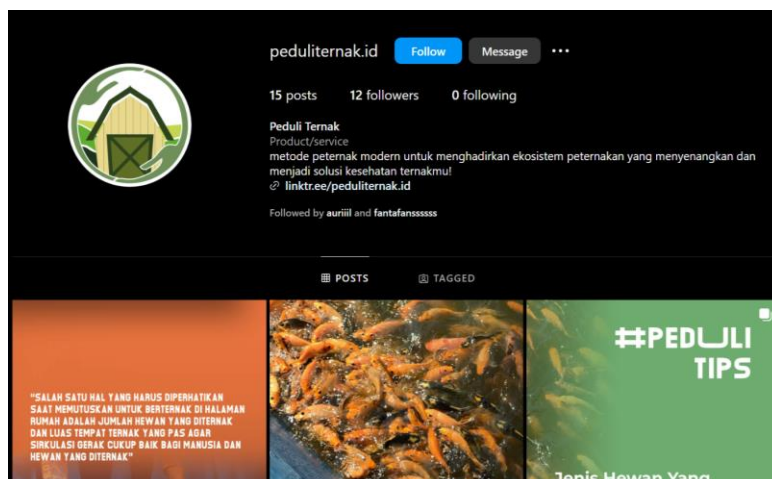 peduliternak.id Follow Message
15 posts 12 followers 0 following
Peduli Ternak
Product/service
metode peternak modern untuk menghadirkan ekosistem peternakan yang menyenangkan dan
menjadi solusi kesehatan ternakmu!
linktr.ee/peduliternak.id
Followed by auriiil and fantafanssssss
POSTS TAGGED
"SALAH SATU HAL YANG HARUS DIPERHATIKAN
SAAT MEMUTUSKAN UNTUK BERTERNAK DI HALAMAN
RUMAH ADALAH JUMLAH HEWAN YANG DITERNAK
DAN LUAS TEMPAT TERNAK YANG PAS AGAR
SIRKULASI GERAK CUKUP BAIK BAGI MANUSIA DAN
HEWAN YANG DITERNAK"
#PEDULI
TIPS
Jenis Hewan Yang